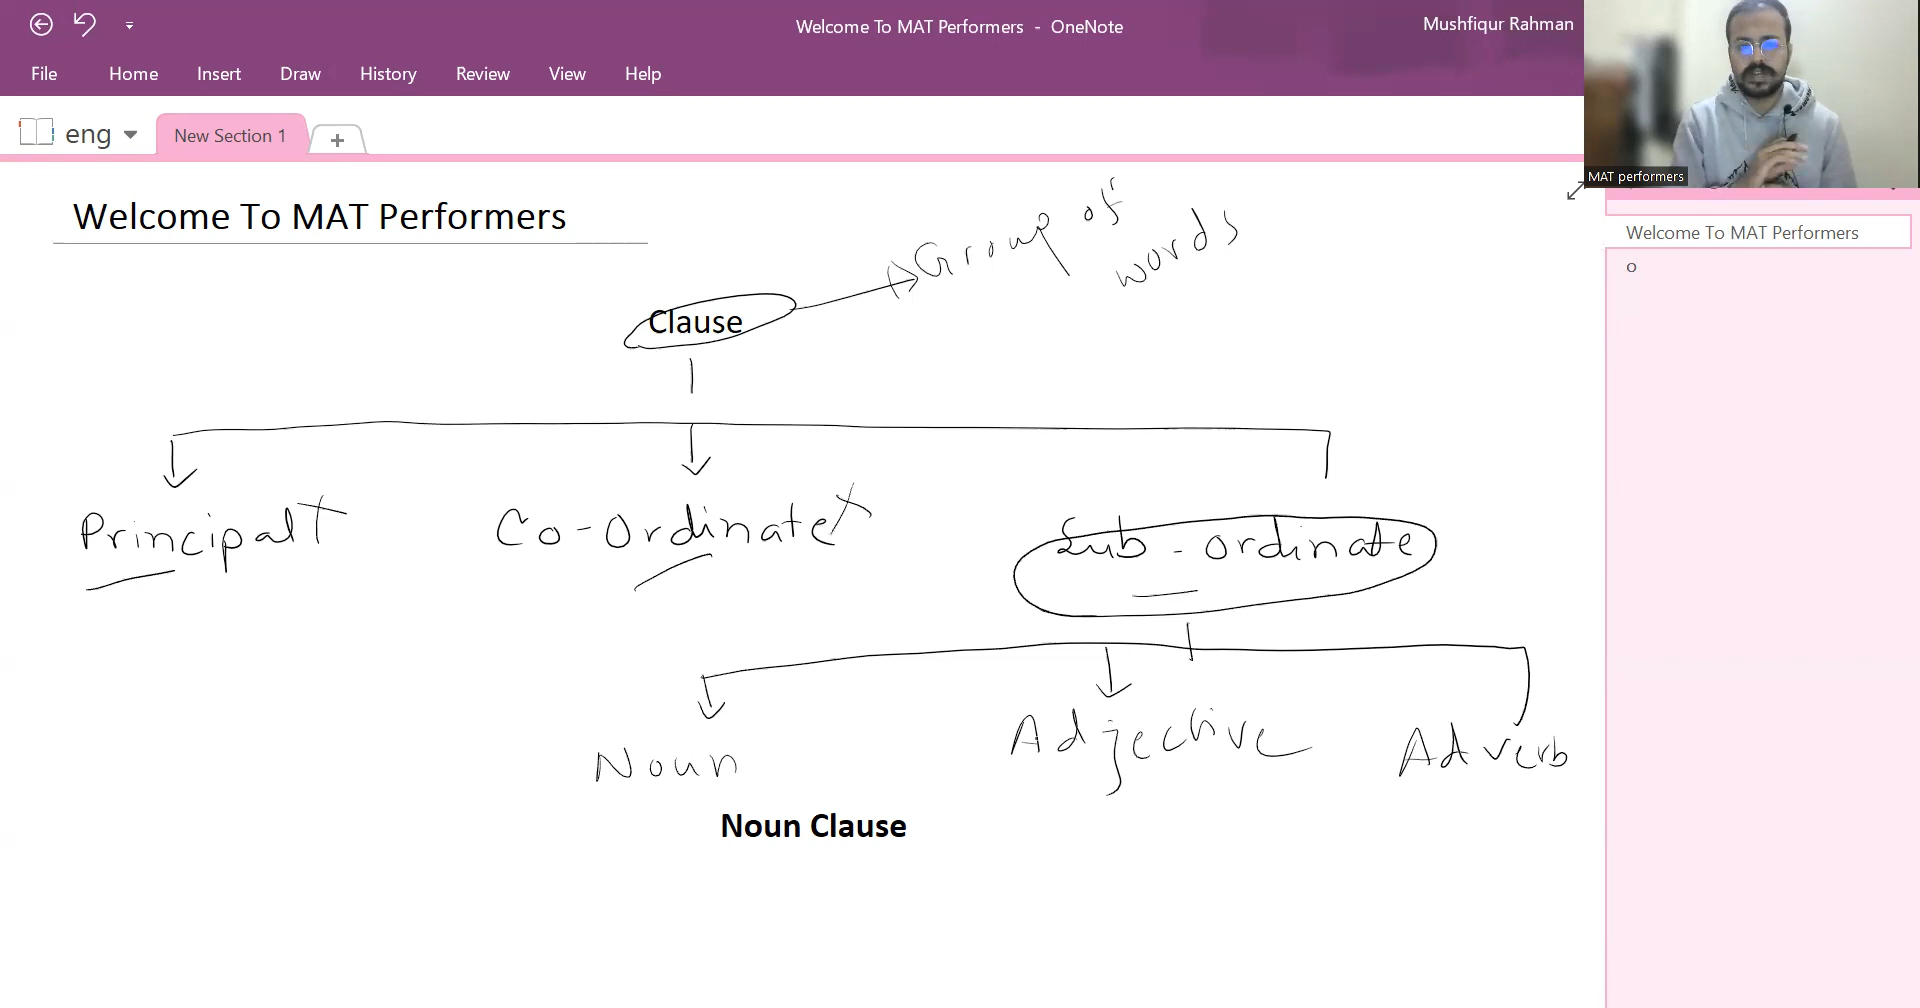 Welcome To MAT Performers - OneNote
Mushfiqur Rahman
File Home Insert Draw History Review View Help
eng
New Section 1
+
MAT performers
Welcome To MAT Performers
Welcome To MAT Performers
o
Group of
words
Clause
Principal
Co-Ordinate
Sub-ordinate
Noun
Adjective
Adverb
Noun Clause